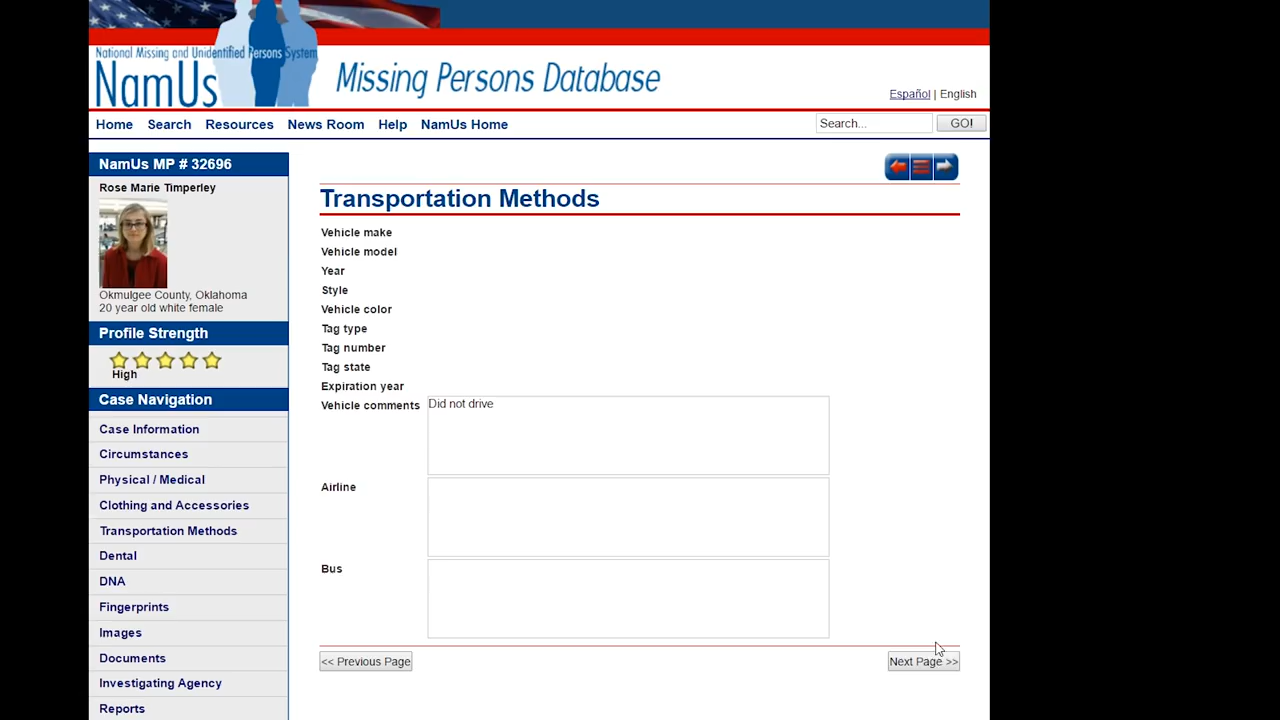 National Missing and Unidentified Persons System
NamUs
Missing Persons Database
Español | English
Home Search Resources News Room Help NamUs Home
Search... GO!
NamUs MP # 32696
Rose Marie Timperley
Okmulgee County, Oklahoma
20 year old white female
Profile Strength
High
Case Navigation
Case Information
Circumstances
Physical / Medical
Clothing and Accessories
Transportation Methods
Dental
DNA
Fingerprints
Images
Documents
Investigating Agency
Reports
Transportation Methods
Vehicle make
Vehicle model
Year
Style
Vehicle color
Tag type
Tag number
Tag state
Expiration year
Vehicle comments Did not drive
Airline
Bus
<< Previous Page Next Page >>